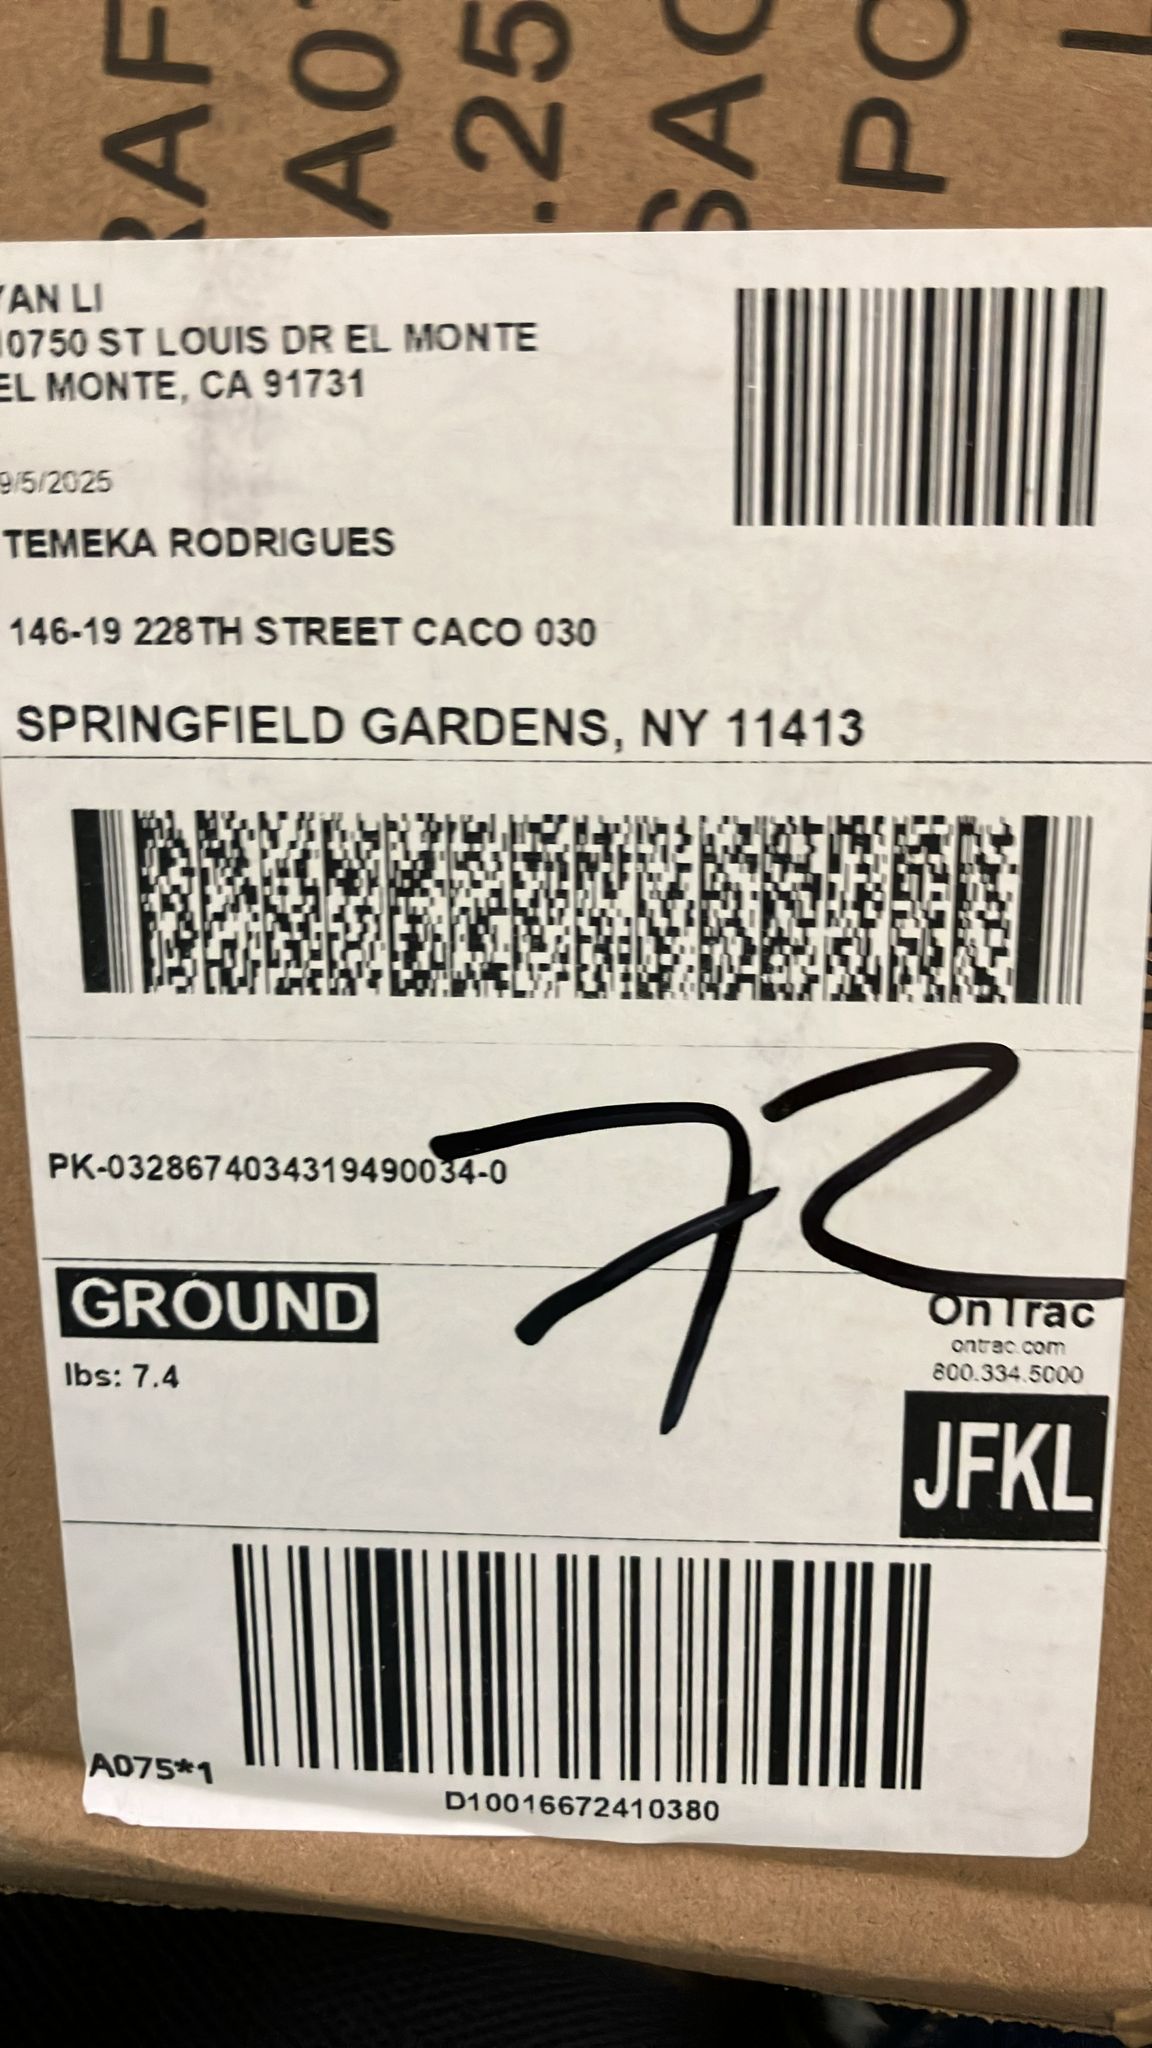 YAN LI
10750 ST LOUIS DR EL MONTE
EL MONTE, CA 91731
9/5/2025
TEMEKA RODRIGUES
146-19 228TH STREET CACO 030
SPRINGFIELD GARDENS, NY 11413
PK-0328674034319490034-0
72
GROUND
lbs: 7.4
OnTrac
ontrac.com
800.334.5000
JFKL
A075*1
D10016672410380